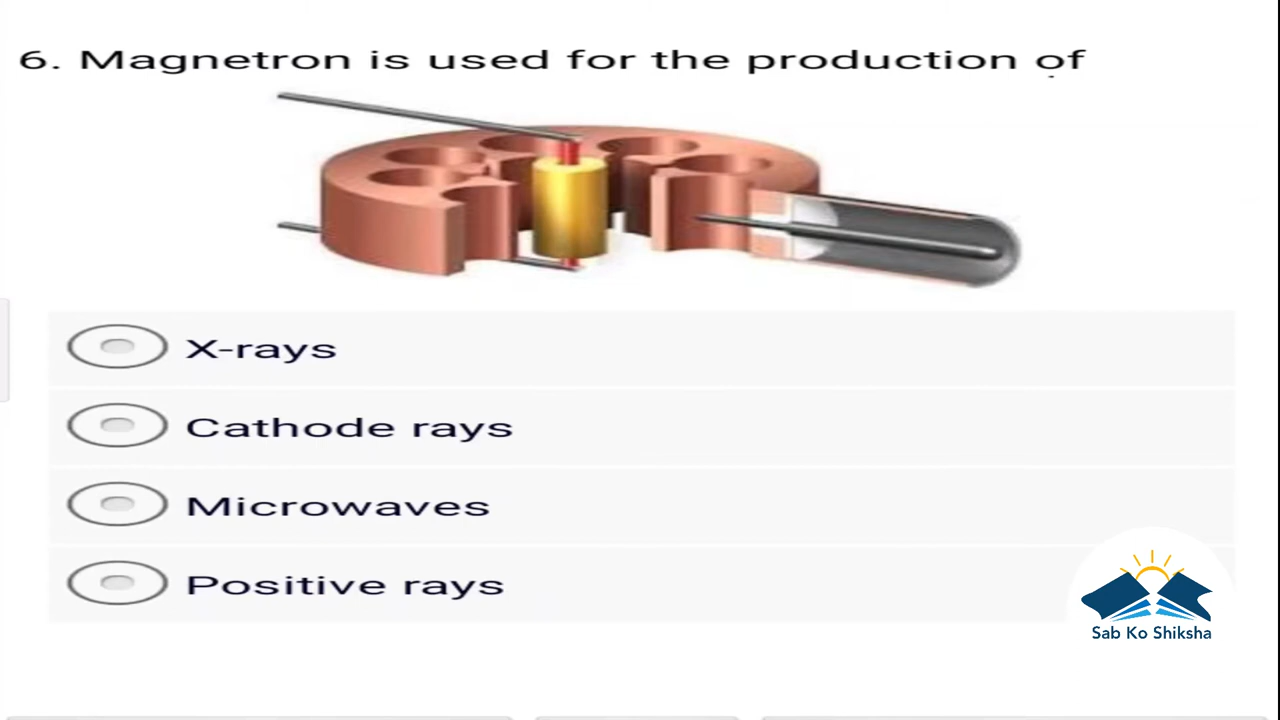 6. Magnetron is used for the production of
X-rays
Cathode rays
Microwaves
Positive rays
Sab Ko Shiksha